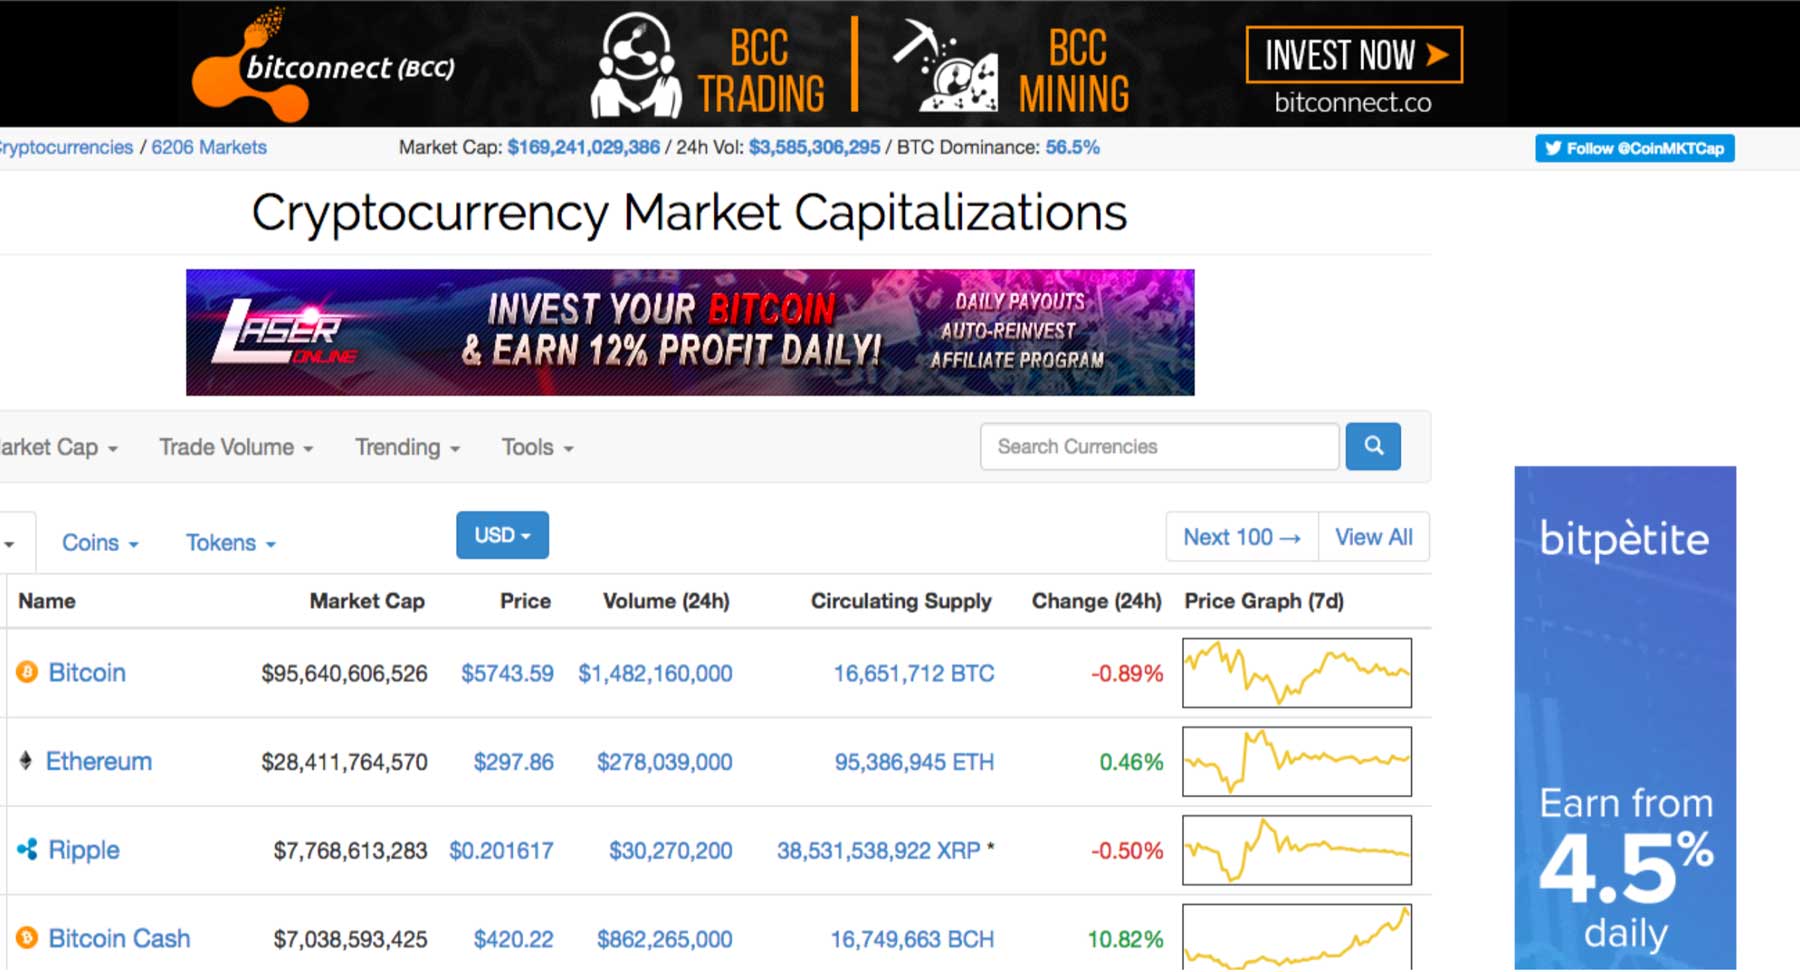 bitconnect (BCC)
BCC TRADING
BCC MINING
INVEST NOW
bitconnect.co
ryptocurrencies / 6206 Markets
Market Cap: $169,241,029,386 / 24h Vol: $3,585,306,295 / BTC Dominance: 56.5%
Follow @CoinMKTCap
Cryptocurrency Market Capitalizations
LASER ONLINE
INVEST YOUR BITCOIN
& EARN 12% PROFIT DAILY!
DAILY PAYOUTS
AUTO-REINVEST
AFFILIATE PROGRAM
arket Cap Trade Volume Trending Tools Search Currencies
Coins Tokens USD Next 100 → View All
Name Market Cap Price Volume (24h) Circulating Supply Change (24h) Price Graph (7d)
Bitcoin $95,640,606,526 $5743.59 $1,482,160,000 16,651,712 BTC -0.89%
Ethereum $28,411,764,570 $297.86 $278,039,000 95,386,945 ETH 0.46%
Ripple $7,768,613,283 $0.201617 $30,270,200 38,531,538,922 XRP * -0.50%
Bitcoin Cash $7,038,593,425 $420.22 $862,265,000 16,749,663 BCH 10.82%
bitpètite
Earn from
4.5%
daily